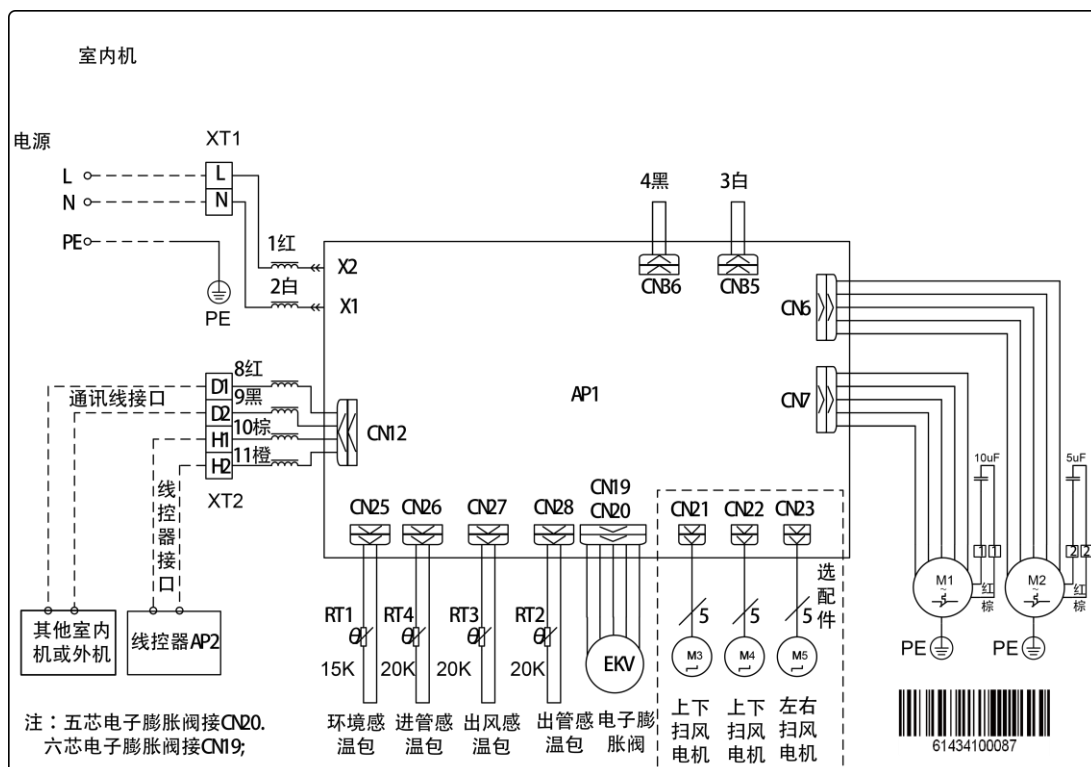 室内机
电源
XT1
L
L
N
N
PE
PE
1红
X2
2白
X1
4黑
3白
CN36
CN35
CN6
CN7
AP1
8红
D1
9黑
D2
10棕
H1
11橙
H2
XT2
CN12
通讯线接口
线控器接口
CN25
CN26
CN27
CN28
CN19
CN20
CN21
CN22
CN23
选配件
10uF
5uF
1 1
2 2
M1
~
红
棕
M2
~
红
棕
PE
PE
RT1
RT4
RT3
RT2
θ
θ
θ
θ
15K
20K
20K
20K
EKV
5
5
5
M3
M4
M5
其他室内
机或外机
线控器AP2
环境感
温包
进管感
温包
出风感
温包
出管感
温包
电子膨
胀阀
上下
扫风
电机
上下
扫风
电机
左右
扫风
电机
注：五芯电子膨胀阀接CN20.
六芯电子膨胀阀接CN19;
61434100087